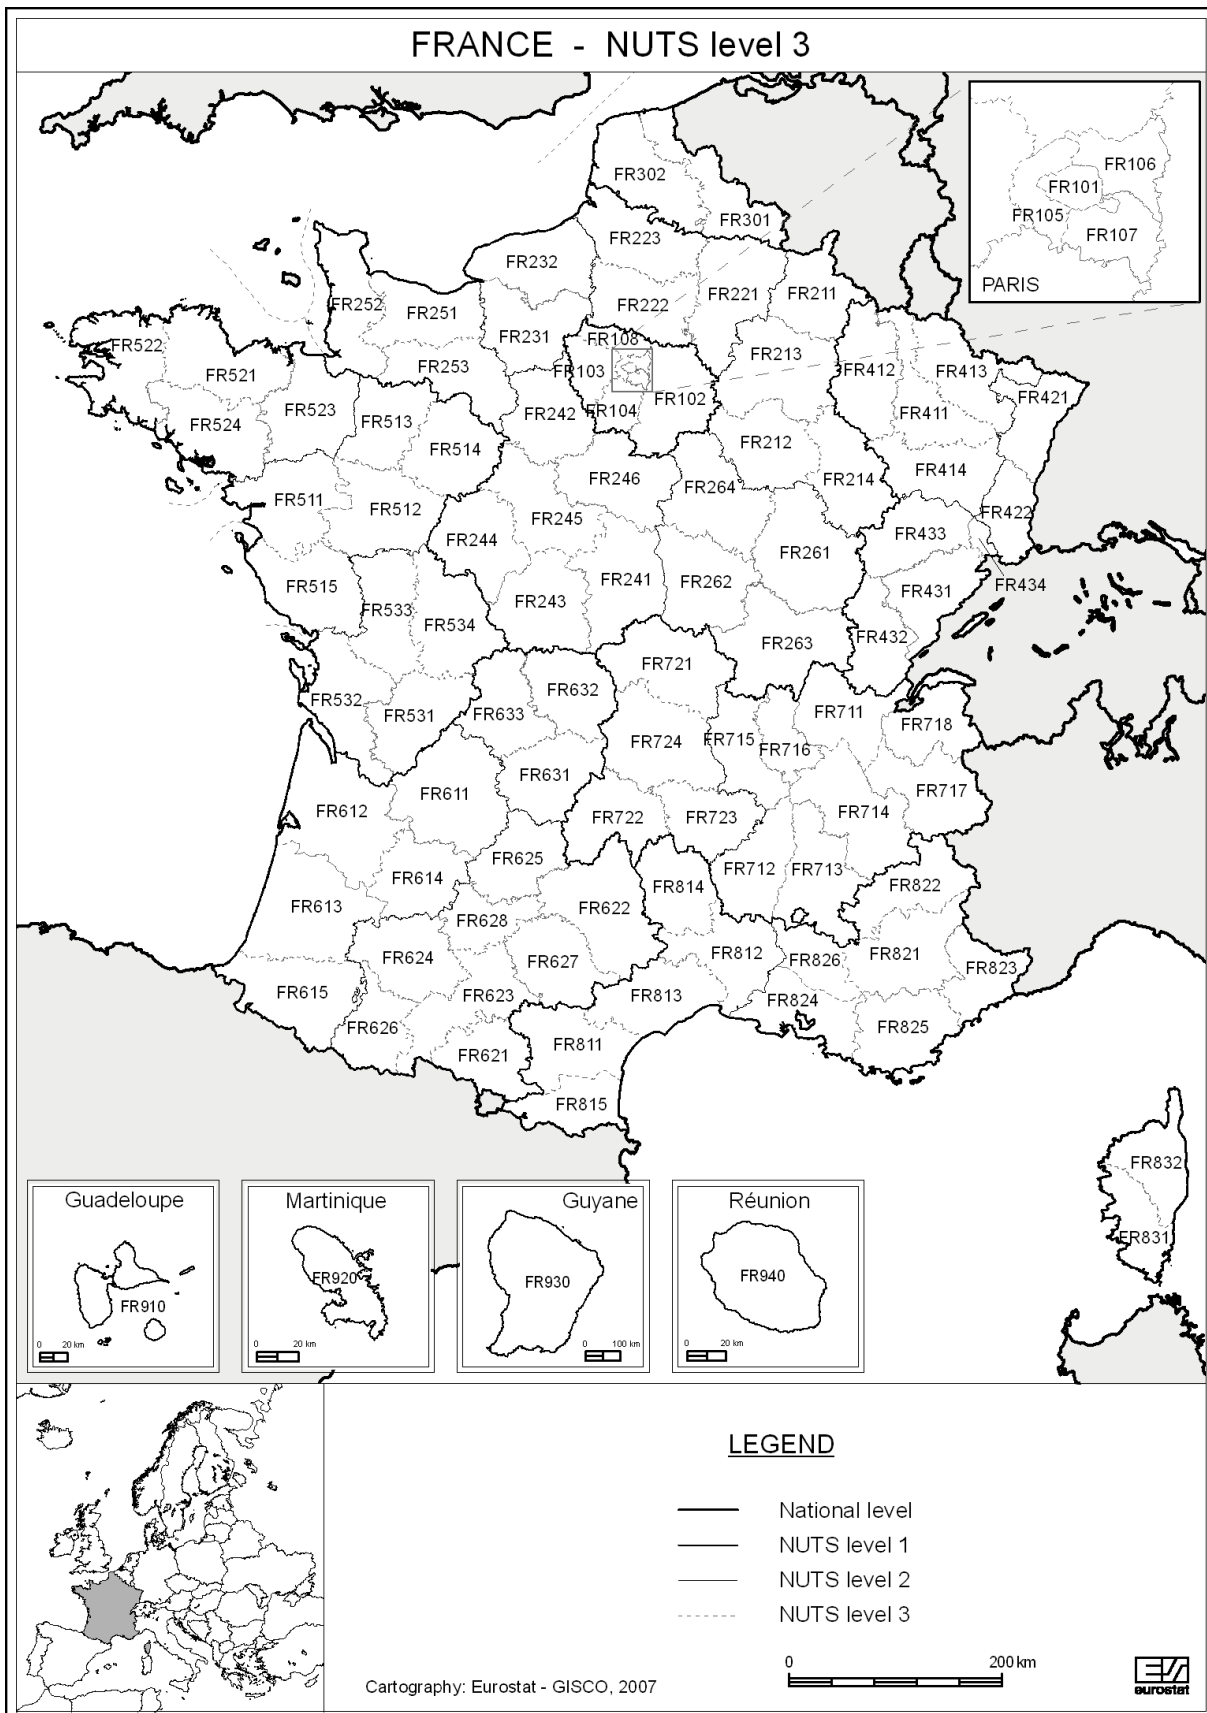 FRANCE - NUTS level 3
FR302
FR106
FR101
FR105
FR107
PARIS
FR301
FR223
FR232
FR252
FR251
FR222
FR221
FR211
FR522
FR231
FR108
FR213
FR521
FR253
FR103
FR412
FR413
FR524
FR523
FR513
FR242
FR104
FR102
FR411
FR421
FR514
FR212
FR246
FR264
FR214
FR414
FR511
FR512
FR245
FR422
FR244
FR261
FR433
FR515
FR533
FR243
FR241
FR262
FR431
FR434
FR534
FR263
FR432
FR721
FR532
FR531
FR633
FR632
FR711
FR718
FR724
FR715
FR716
FR631
FR611
FR717
FR612
FR722
FR723
FR714
FR625
FR614
FR814
FR712
FR713
FR822
FR613
FR628
FR622
FR624
FR627
FR812
FR826
FR821
FR823
FR615
FR623
FR813
FR824
FR626
FR621
FR811
FR825
FR815
FR832
FR831
Guadeloupe
Martinique
Guyane
Réunion
FR910
FR920
FR930
FR940
0 20 km
0 20 km
0 100 km
0 20 km
LEGEND
National level
NUTS level 1
NUTS level 2
NUTS level 3
0 200 km
Cartography: Eurostat - GISCO, 2007
eurostat